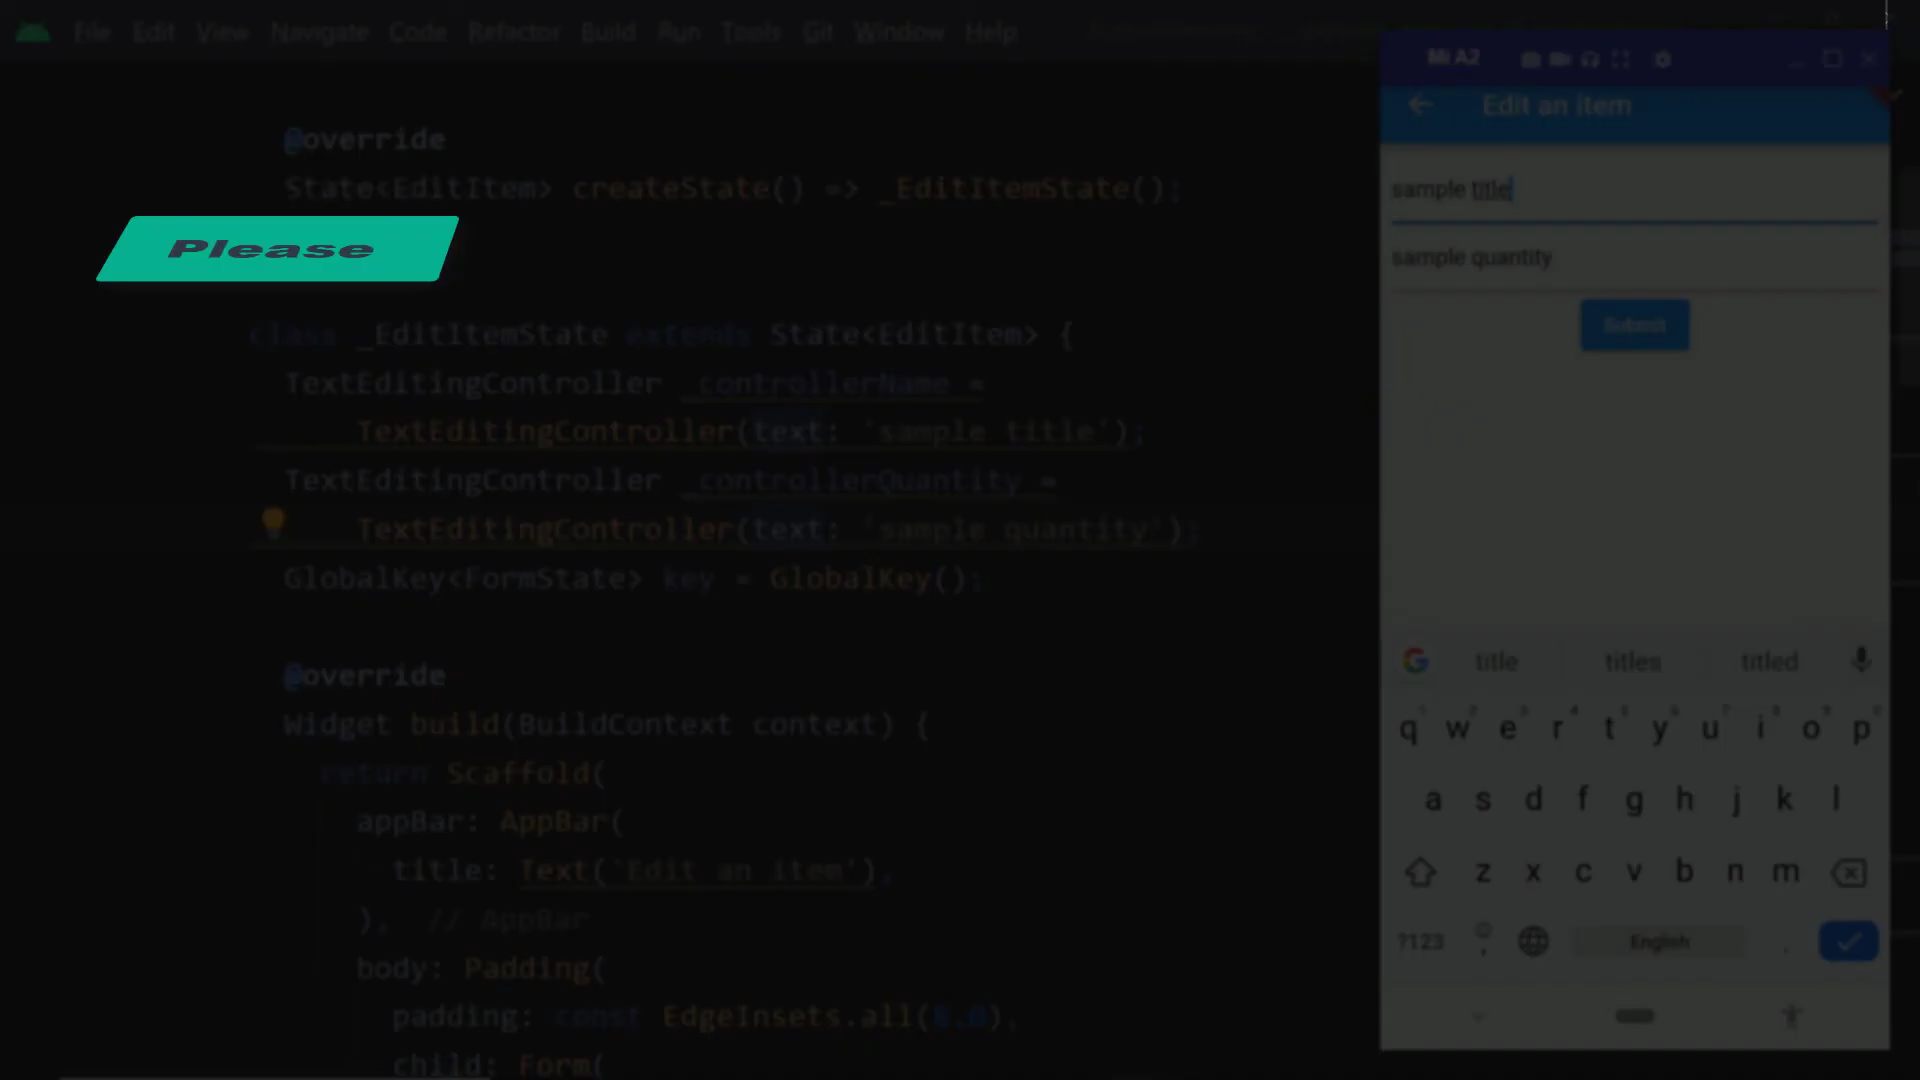 File Edit View Navigate Code Refactor Build Run Tools Git Window Help
@override
State<EditItem> createState() => _EditItemState();
Please
class _EditItemState extends State<EditItem> {
TextEditingController _controllerName =
TextEditingController(text: 'sample title');
TextEditingController _controllerQuantity =
TextEditingController(text: 'sample quantity');
GlobalKey<FormState> key = GlobalKey();
@override
Widget build(BuildContext context) {
return Scaffold(
appBar: AppBar(
title: Text('Edit an item'),
), // AppBar
body: Padding(
padding: const EdgeInsets.all(8.0),
child: Form(
Mi A2
Edit an item
sample title
sample quantity
Submit
title titles titled
q w e r t y u i o p
a s d f g h j k l
z x c v b n m
?123 , English .